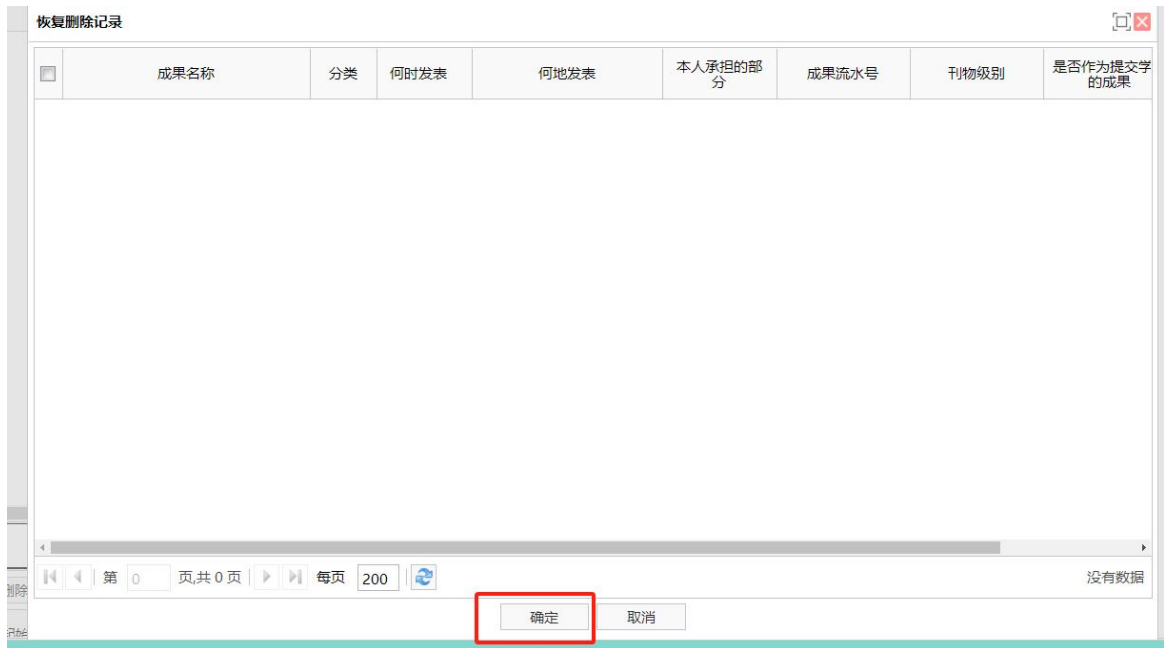 恢复删除记录
成果名称 分类 何时发表 何地发表 本人承担的部 成果流水号 刊物级别 是否作为提交学
分 的成果
第 0 页,共 0 页 每页 200 没有数据
删除
确定 取消